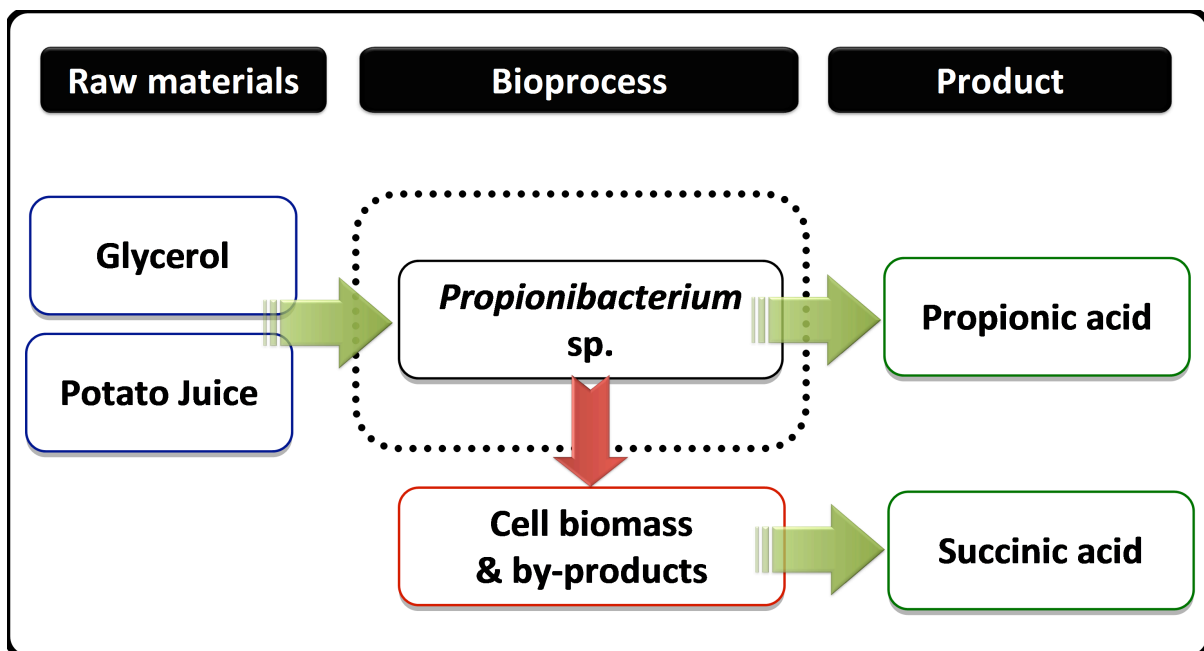 Raw materials
Bioprocess
Product
Glycerol
Potato Juice
Propionibacterium
sp.
Propionic acid
Cell biomass
& by-products
Succinic acid